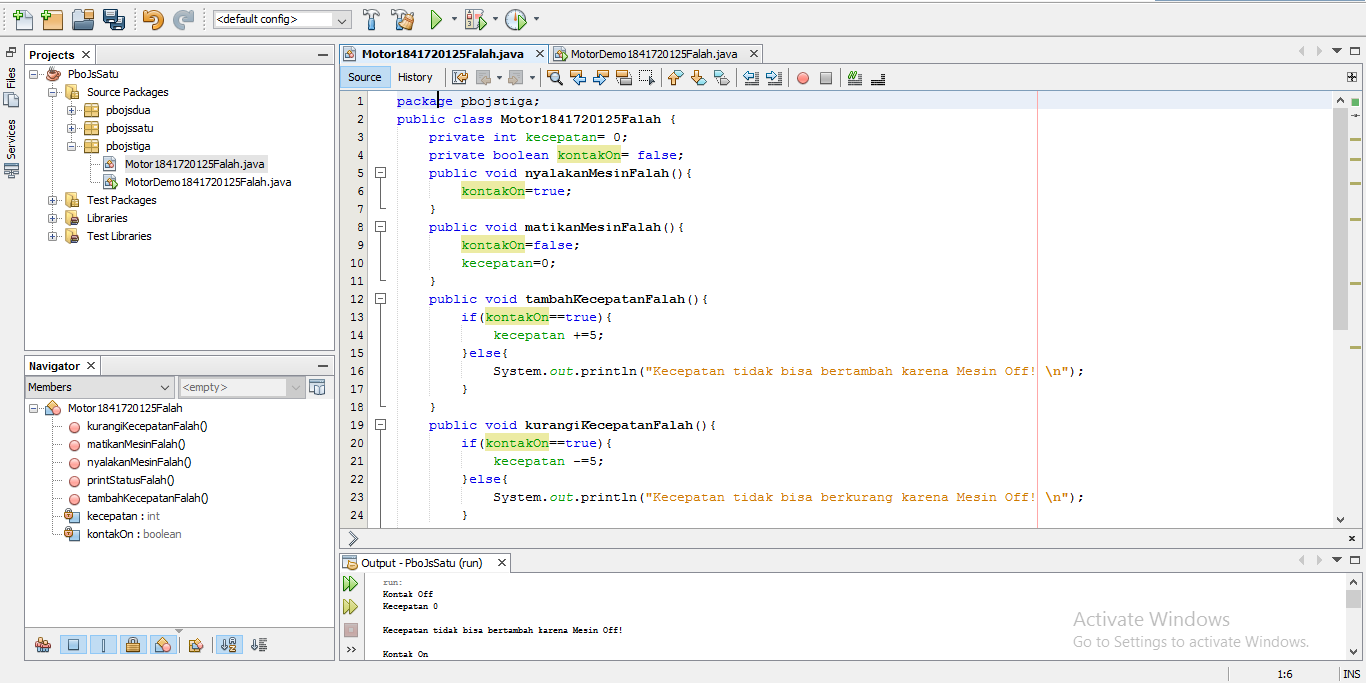 <default config>
Projects
PboJsSatu
Source Packages
pbojsdua
pbojssatu
pbojstiga
Motor1841720125Falah.java
MotorDemo1841720125Falah.java
Test Packages
Libraries
Test Libraries
Files
Services
Navigator
Members
<empty>
Motor1841720125Falah
kurangiKecepatanFalah()
matikanMesinFalah()
nyalakanMesinFalah()
printStatusFalah()
tambahKecepatanFalah()
kecepatan : int
kontakOn : boolean
Motor1841720125Falah.java MotorDemo1841720125Falah.java
Source History
1 package pbojstiga;
2 public class Motor1841720125Falah {
3 private int kecepatan= 0;
4 private boolean kontakOn= false;
5 public void nyalakanMesinFalah(){
6 kontakOn=true;
7 }
8 public void matikanMesinFalah(){
9 kontakOn=false;
10 kecepatan=0;
11 }
12 public void tambahKecepatanFalah(){
13 if(kontakOn==true){
14 kecepatan +=5;
15 }else{
16 System.out.println("Kecepatan tidak bisa bertambah karena Mesin Off! \n");
17 }
18 }
19 public void kurangiKecepatanFalah(){
20 if(kontakOn==true){
21 kecepatan -=5;
22 }else{
23 System.out.println("Kecepatan tidak bisa berkurang karena Mesin Off! \n");
24 }
Output - PboJsSatu (run)
run:
Kontak Off
Kecepatan 0
Kecepatan tidak bisa bertambah karena Mesin Off!
Kontak On
Activate Windows
Go to Settings to activate Windows.
1:6 INS